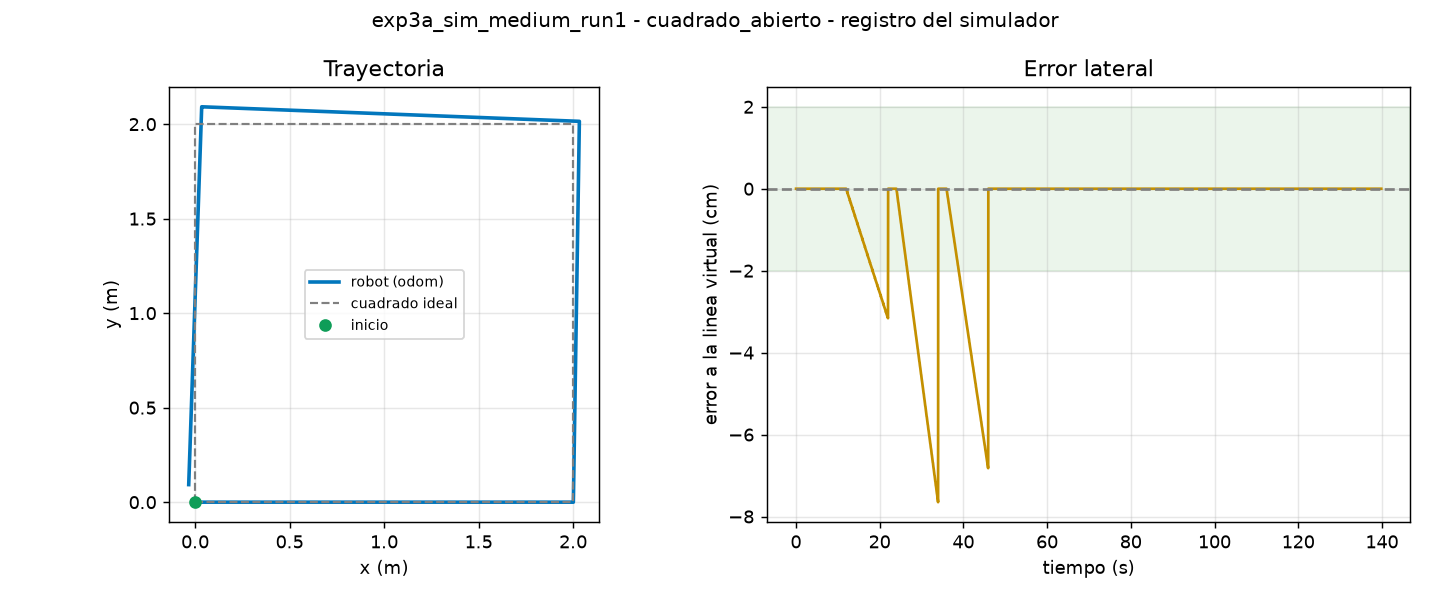 exp3a_sim_medium_run1 - cuadrado_abierto - registro del simulador
Trayectoria
y (m)
2.0
1.5
1.0
0.5
0.0
robot (odom)
cuadrado ideal
inicio
0.0 0.5 1.0 1.5 2.0
x (m)
Error lateral
error a la linea virtual (cm)
2
0
−2
−4
−6
−8
0 20 40 60 80 100 120 140
tiempo (s)